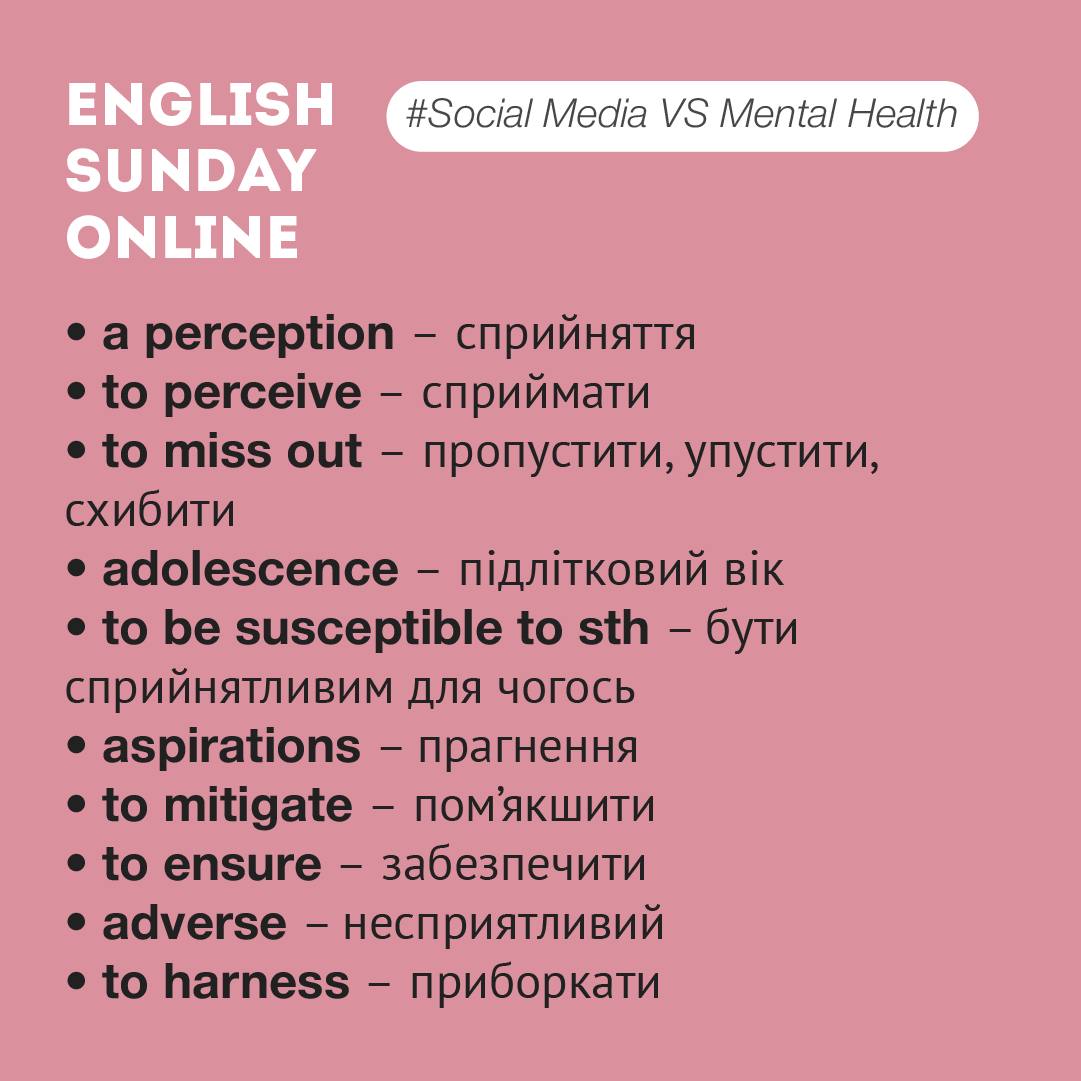 ENGLISH
SUNDAY
ONLINE
#Social Media VS Mental Health
• a perception – сприйняття
• to perceive – сприймати
• to miss out – пропустити, упустити,
схибити
• adolescence – підлітковий вік
• to be susceptible to sth – бути
сприйнятливим для чогось
• aspirations – прагнення
• to mitigate – пом’якшити
• to ensure – забезпечити
• adverse – несприятливий
• to harness – приборкати